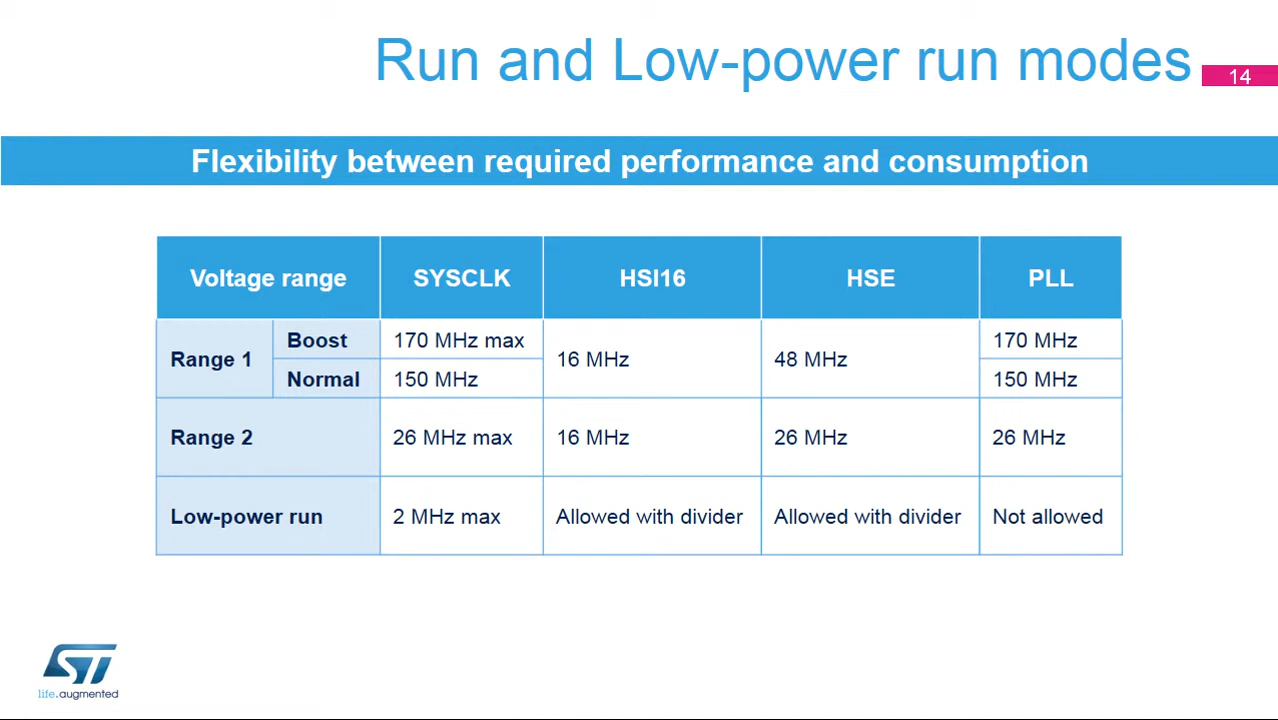 Run and Low-power run modes
14
Flexibility between required performance and consumption
Voltage range SYSCLK HSI16 HSE PLL
Range 1 Boost 170 MHz max 16 MHz 48 MHz 170 MHz
Normal 150 MHz 150 MHz
Range 2 26 MHz max 16 MHz 26 MHz 26 MHz
Low-power run 2 MHz max Allowed with divider Allowed with divider Not allowed
ST
life.augmented